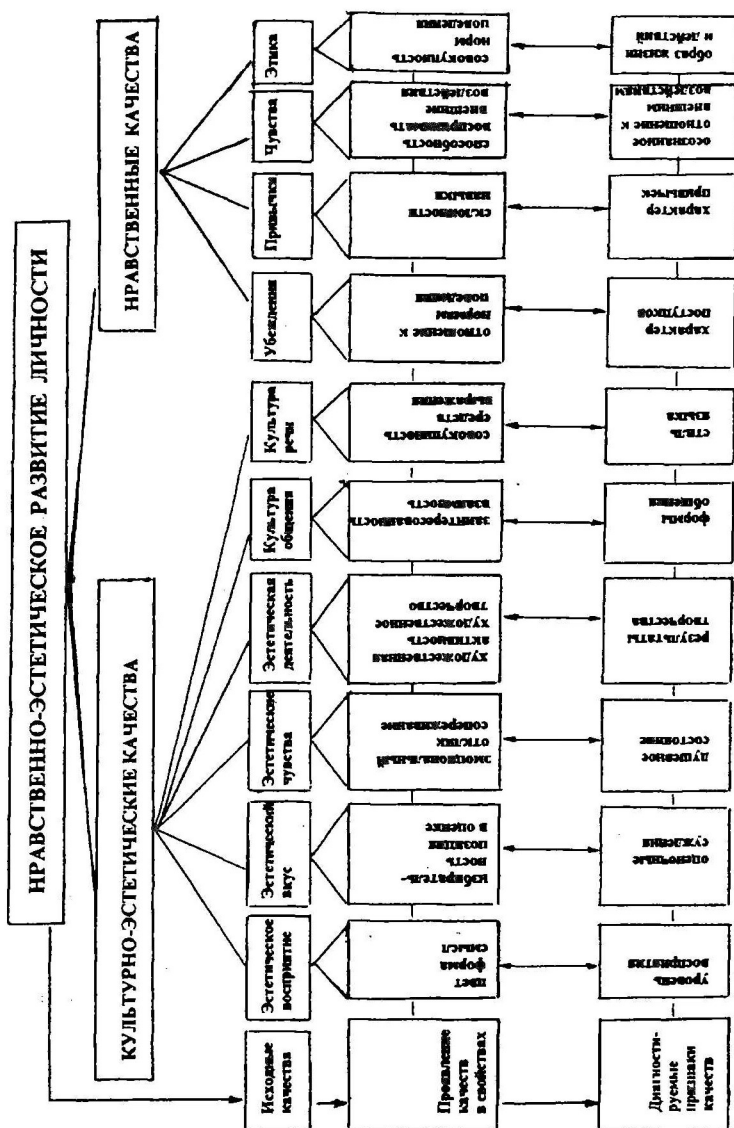 НРАВСТВЕННО-ЭСТЕТИЧЕСКОЕ РАЗВИТИЕ ЛИЧНОСТИ
КУЛЬТУРНО-ЭСТЕТИЧЕСКИЕ КАЧЕСТВА
НРАВСТВЕННЫЕ КАЧЕСТВА
Исходные
качества
Эстетическое
восприятие
Эстетический
вкус
Эстетические
чувства
Эстетическая
деятельность
Культура
общения
Культура
речи
Убеждения
Привычки
Чувства
Этика
Проявление
качеств
в свойствах
цвет
форма
смысл
избиратель-
ность
позиция
в оценке
эмоциональный
отклик
сопереживание
художественная
активность
художественное
творчество
заинтересованность
взаимность
совокупность
средств
выражения
отношение к
нормам
поведения
склонности
навыки
способность
воспринимать
внешние
воздействия
совокупность
норм
поведения
Диагности-
руемые
признаки
качеств
уровень
восприятия
оценочные
суждения
душевное
состояние
результаты
творчества
формы
общения
стиль
языка
характер
поступков
характер
привычек
осознанное
отношение к
внешним
воздействиям
образ жизни
и действий